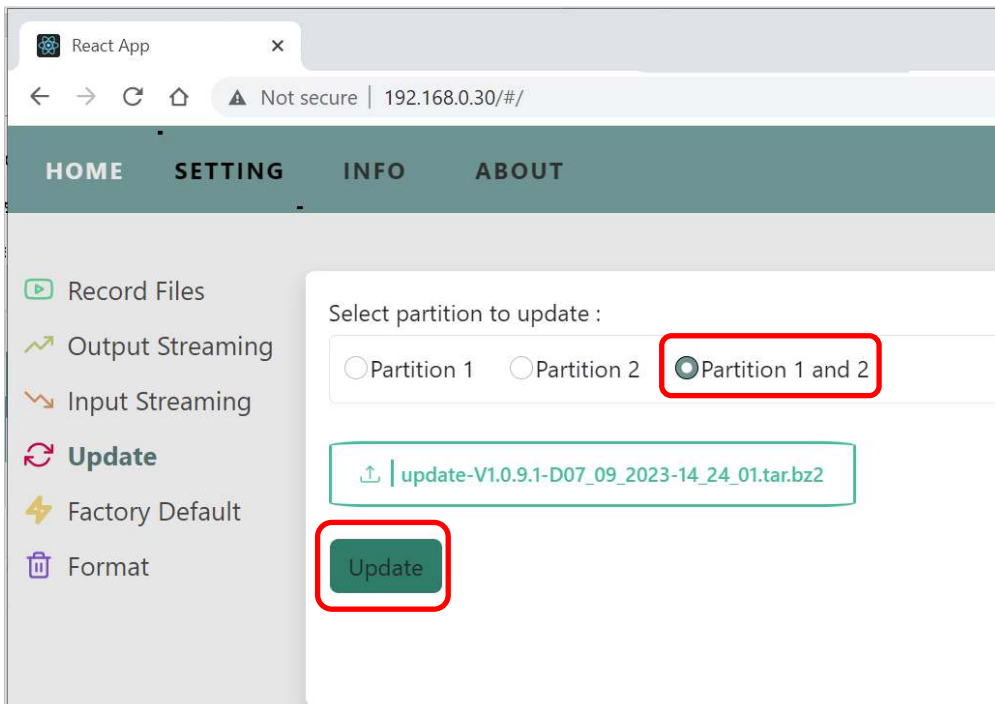 React App
Not secure | 192.168.0.30/#/
HOME SETTING INFO ABOUT
Record Files
Output Streaming
Input Streaming
Update
Factory Default
Format
Select partition to update :
Partition 1 Partition 2 Partition 1 and 2
update-V1.0.9.1-D07_09_2023-14_24_01.tar.bz2
Update